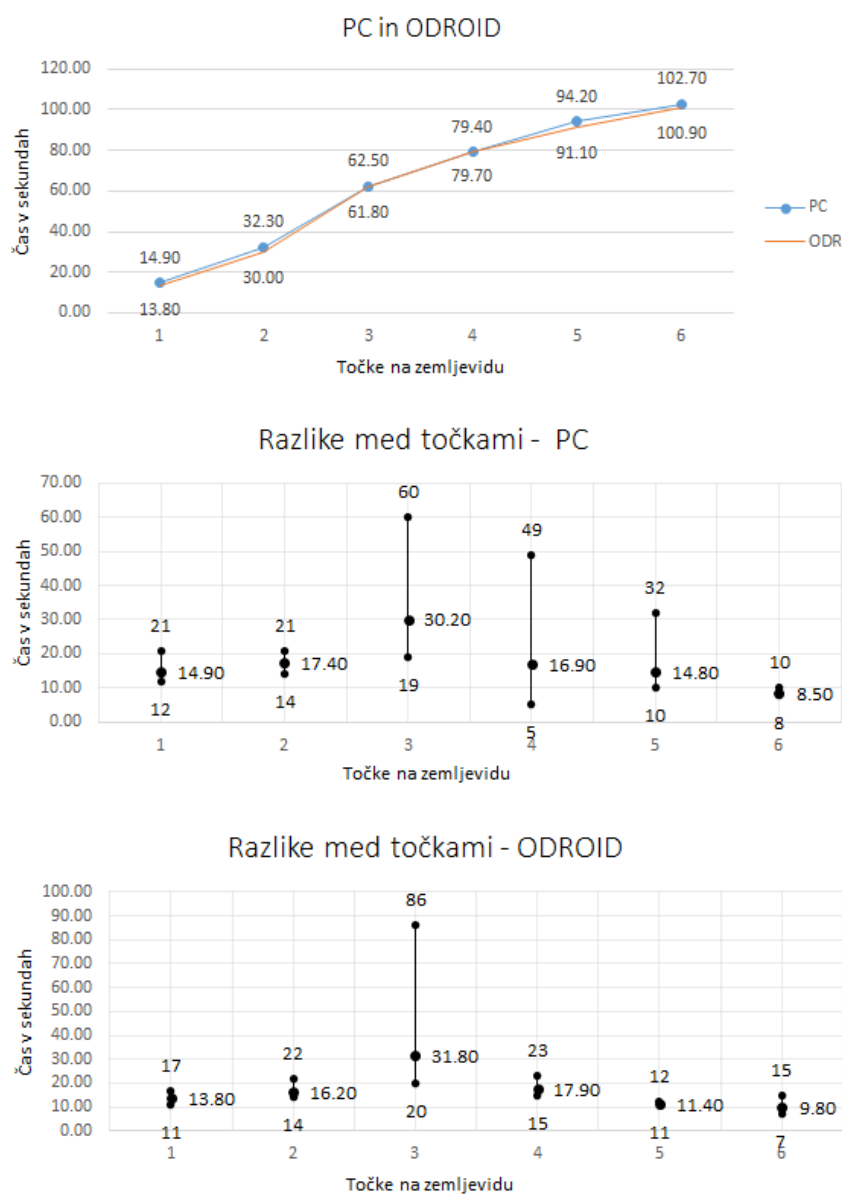 PC in ODROID
120.00
100.00
80.00
60.00
40.00
20.00
0.00
Čas v sekundah
14.90
32.30
62.50
79.40
94.20
102.70
13.80
30.00
61.80
79.70
91.10
100.90
PC
ODR
1 2 3 4 5 6
Točke na zemljevidu
Razlike med točkami - PC
70.00
60.00
50.00
40.00
30.00
20.00
10.00
0.00
Čas v sekundah
21 21 60 49 32 10
14.90 17.40 30.20 16.90 14.80 8.50
12 14 19 5 10 8
1 2 3 4 5 6
Točke na zemljevidu
Razlike med točkami - ODROID
100.00
90.00
80.00
70.00
60.00
50.00
40.00
30.00
20.00
10.00
0.00
Čas v sekundah
17 22 86 23 12 15
13.80 16.20 31.80 17.90 11.40 9.80
11 14 20 15 11 7
1 2 3 4 5 6
Točke na zemljevidu